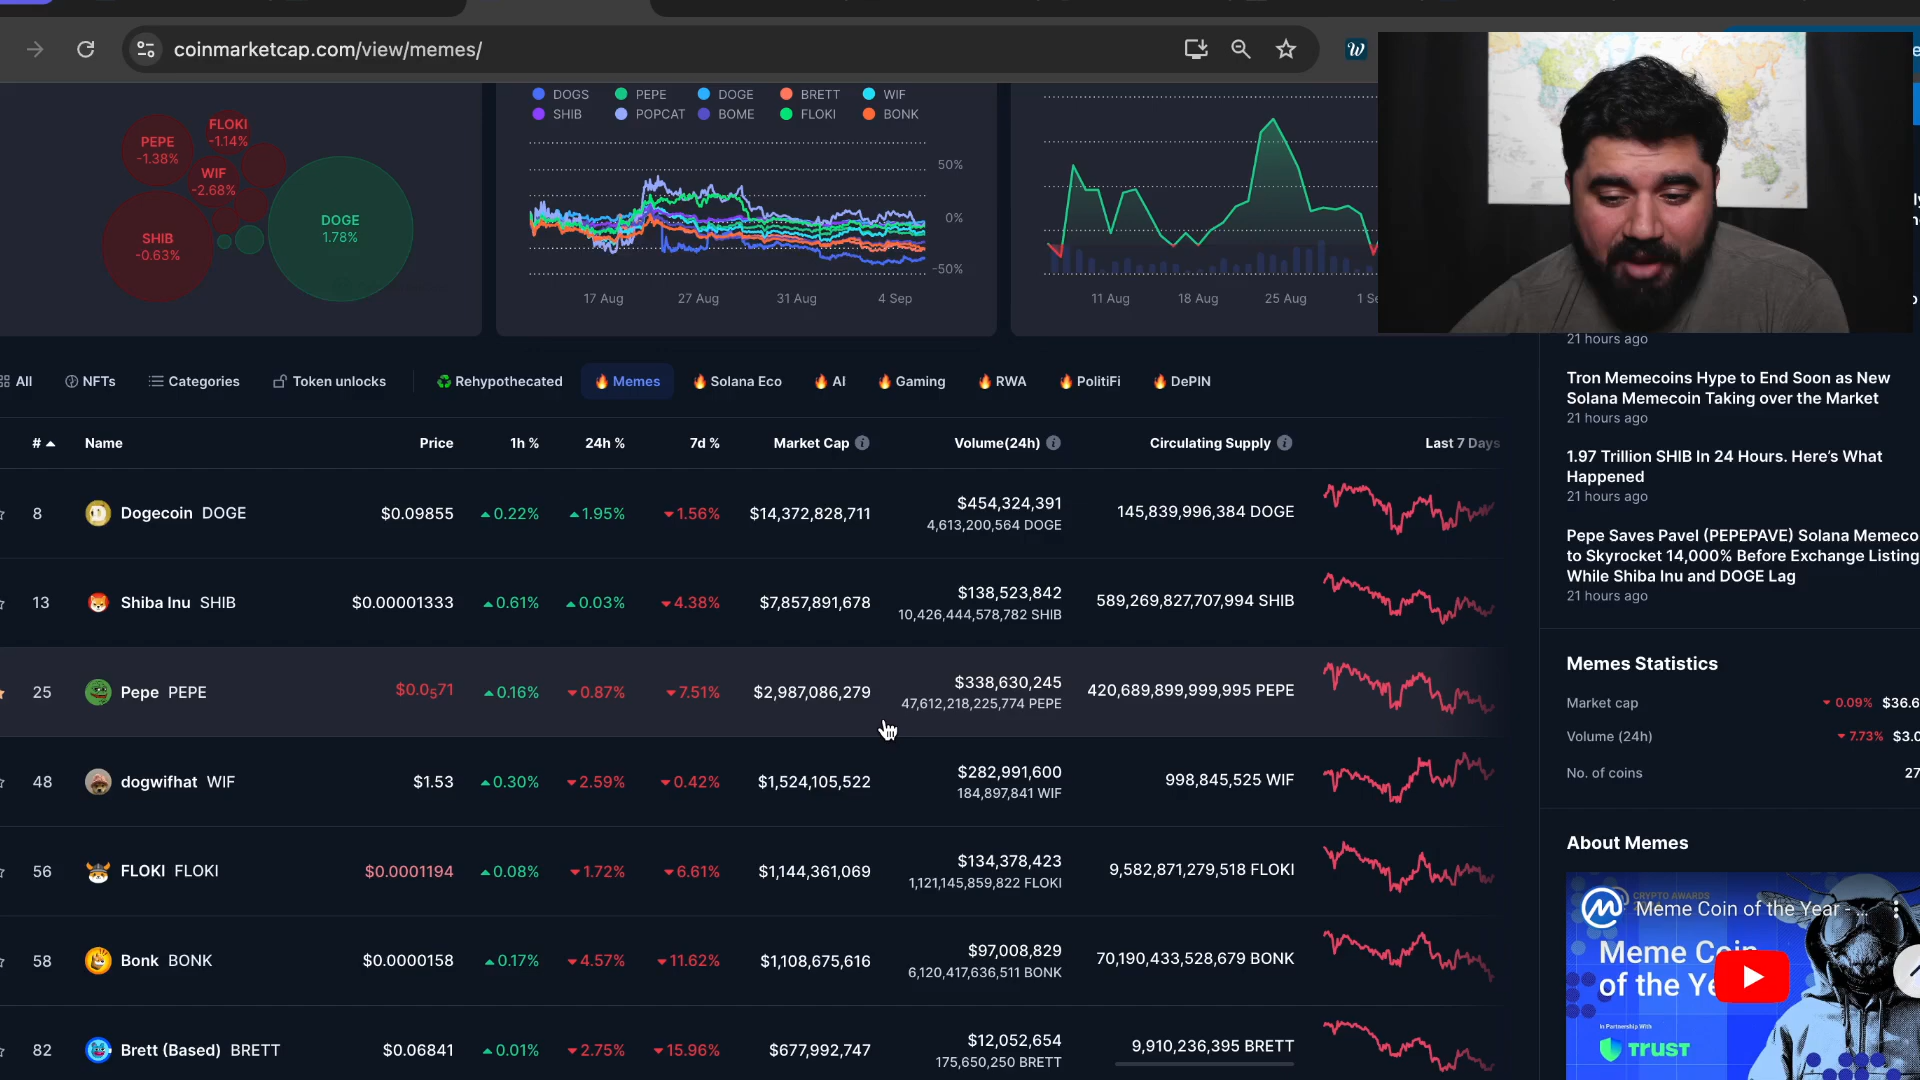 coinmarketcap.com/view/memes/
DOGS PEPE DOGE BRETT WIF
SHIB POPCAT BOME FLOKI BONK
FLOKI
-1.14%
PEPE
-1.38%
WIF
-2.68%
DOGE
1.78%
SHIB
-0.63%
50%
0%
-50%
17 Aug 27 Aug 31 Aug 4 Sep
11 Aug 18 Aug 25 Aug
21 hours ago
Tron Memecoins Hype to End Soon as New
Solana Memecoin Taking over the Market
21 hours ago
1.97 Trillion SHIB In 24 Hours. Here's What
Happened
21 hours ago
Pepe Saves Pavel (PEPEPAVE) Solana Memeco
to Skyrocket 14,000% Before Exchange Listing
While Shiba Inu and DOGE Lag
21 hours ago
All NFTs Categories Token unlocks Rehypothecated Memes Solana Eco AI Gaming RWA PolitiFi DePIN
# Name Price 1h % 24h % 7d % Market Cap Volume(24h) Circulating Supply Last 7 Days
8 Dogecoin DOGE $0.09855 0.22% 1.95% 1.56% $14,372,828,711 $454,324,391 145,839,996,384 DOGE
4,613,200,564 DOGE
13 Shiba Inu SHIB $0.00001333 0.61% 0.03% 4.38% $7,857,891,678 $138,523,842 589,269,827,707,994 SHIB
10,426,444,578,782 SHIB
25 Pepe PEPE $0.0₅71 0.16% 0.87% 7.51% $2,987,086,279 $338,630,245 420,689,899,999,995 PEPE
47,612,218,225,774 PEPE
48 dogwifhat WIF $1.53 0.30% 2.59% 0.42% $1,524,105,522 $282,991,600 998,845,525 WIF
184,897,841 WIF
56 FLOKI FLOKI $0.0001194 0.08% 1.72% 6.61% $1,144,361,069 $134,378,423 9,582,871,279,518 FLOKI
1,121,145,859,822 FLOKI
58 Bonk BONK $0.0000158 0.17% 4.57% 11.62% $1,108,675,616 $97,008,829 70,190,433,528,679 BONK
6,120,417,636,511 BONK
82 Brett (Based) BRETT $0.06841 0.01% 2.75% 15.96% $677,992,747 $12,052,654 9,910,236,395 BRETT
175,650,250 BRETT
Memes Statistics
Market cap 0.09% $36.6
Volume (24h) 7.73% $3.0
No. of coins 27
About Memes
CRYPTO AWARDS
Meme Coin of the Year - ...
Meme Coin
of the Ye
In Partnership With
TRUST